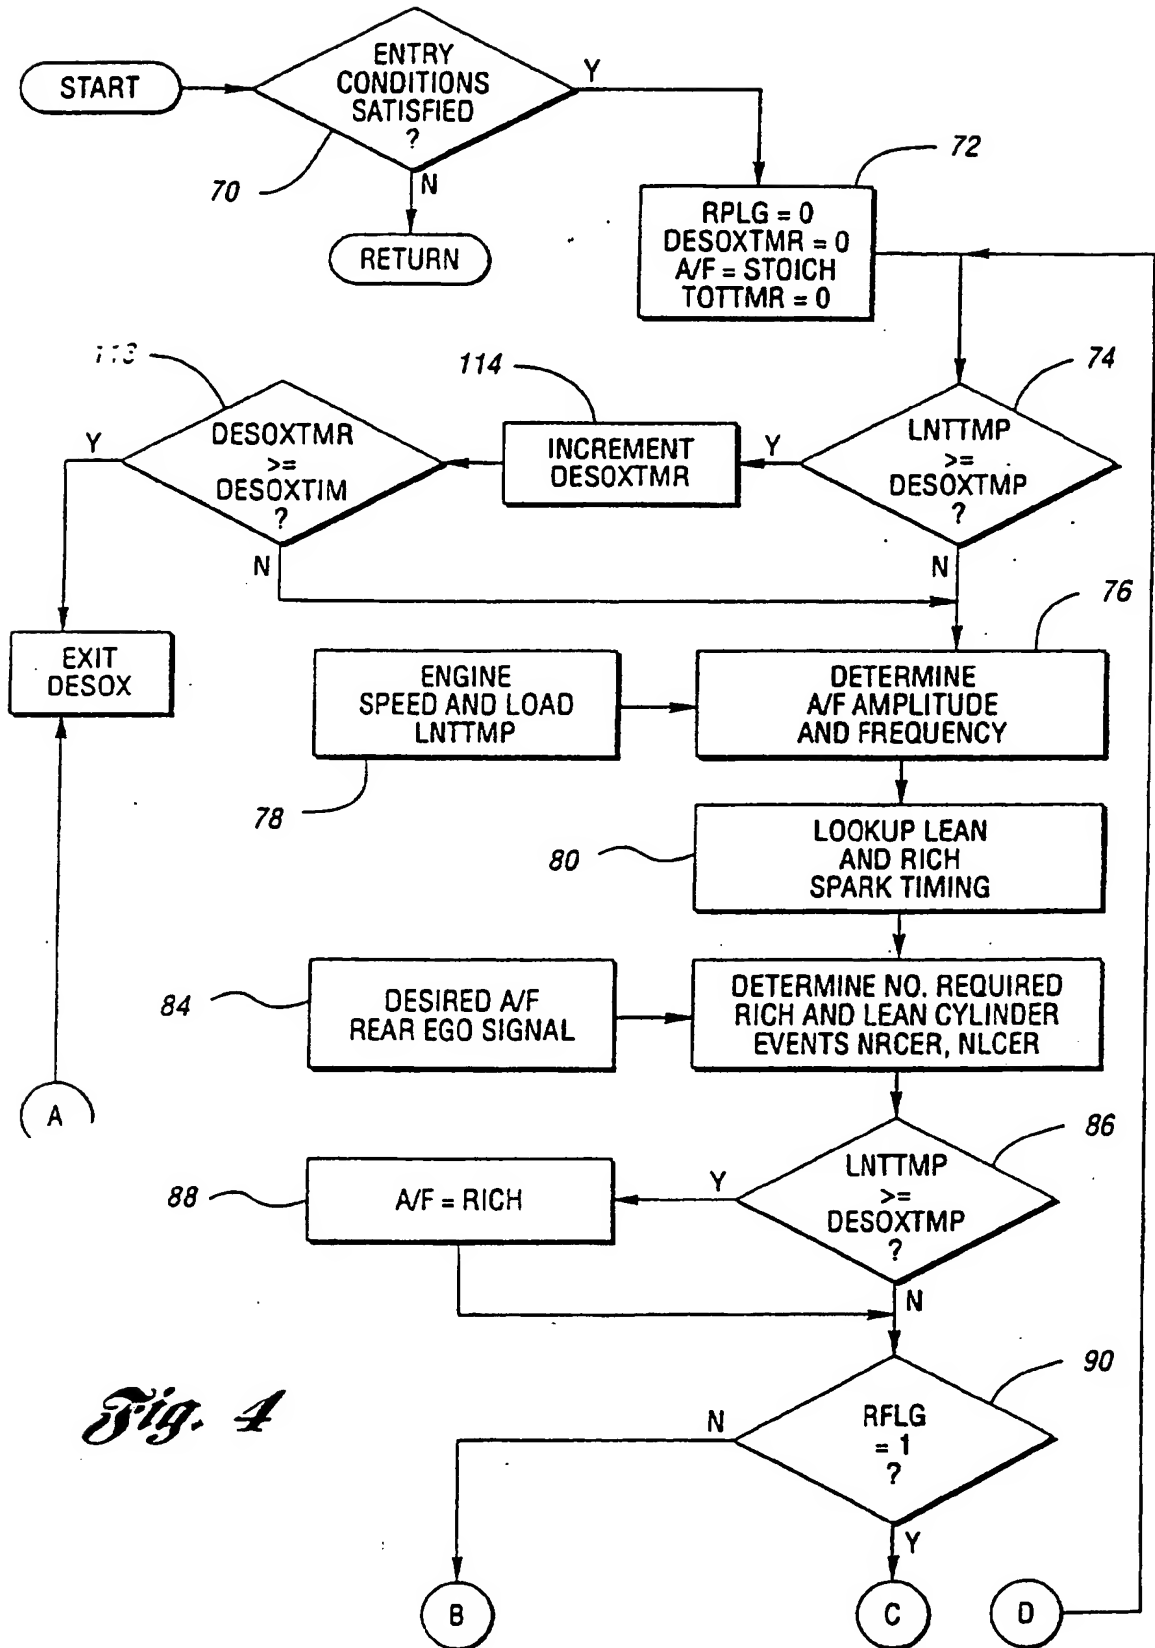 START
ENTRY
CONDITIONS
SATISFIED
?
Y
N
70
RETURN
72
RPLG = 0
DESOXTMR = 0
A/F = STOICH
TOTTMR = 0
114
74
DESOXTMR
>=
DESOXTIM
?
Y
N
INCREMENT
DESOXTMR
Y
LNTTMP
>=
DESOXTMP
?
N
76
EXIT
DESOX
ENGINE
SPEED AND LOAD
LNTTMP
78
DETERMINE
A/F AMPLITUDE
AND FREQUENCY
80
LOOKUP LEAN
AND RICH
SPARK TIMING
84
DESIRED A/F
REAR EGO SIGNAL
DETERMINE NO. REQUIRED
RICH AND LEAN CYLINDER
EVENTS NRCER, NLCER
A
86
88
A/F = RICH
Y
LNTTMP
>=
DESOXTMP
?
N
90
Fig. 4
N
RFLG
= 1
?
Y
B
C
D